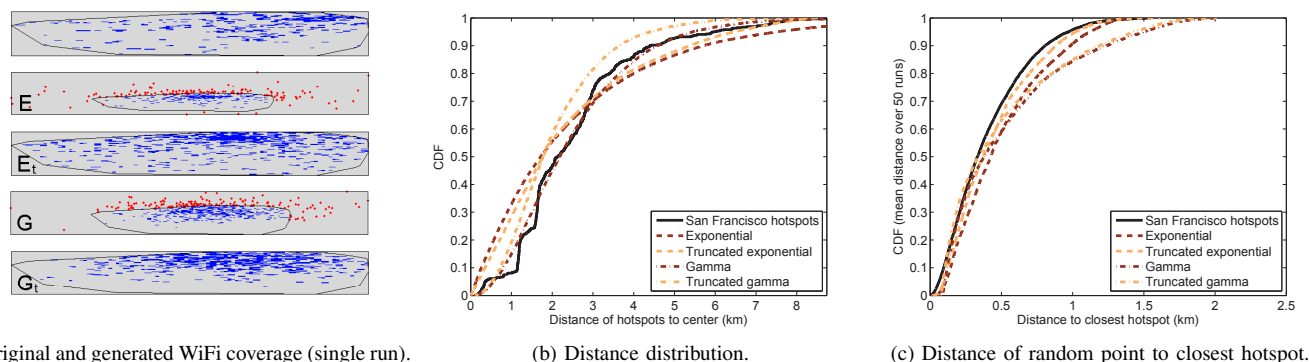 E
Eₜ
G
Gₜ
riginal and generated WiFi coverage (single run).
1
0.9
0.8
0.7
0.6
0.5
0.4
0.3
0.2
0.1
0
CDF
San Francisco hotspots
Exponential
Truncated exponential
Gamma
Truncated gamma
0 1 2 3 4 5 6 7 8
Distance of hotspots to center (km)
(b) Distance distribution.
1
0.9
0.8
0.7
0.6
0.5
0.4
0.3
0.2
0.1
0
CDF (mean distance over 50 runs)
San Francisco hotspots
Exponential
Truncated exponential
Gamma
Truncated gamma
0 0.5 1 1.5 2 2.5
Distance to closest hotspot (km)
(c) Distance of random point to closest hotspot.